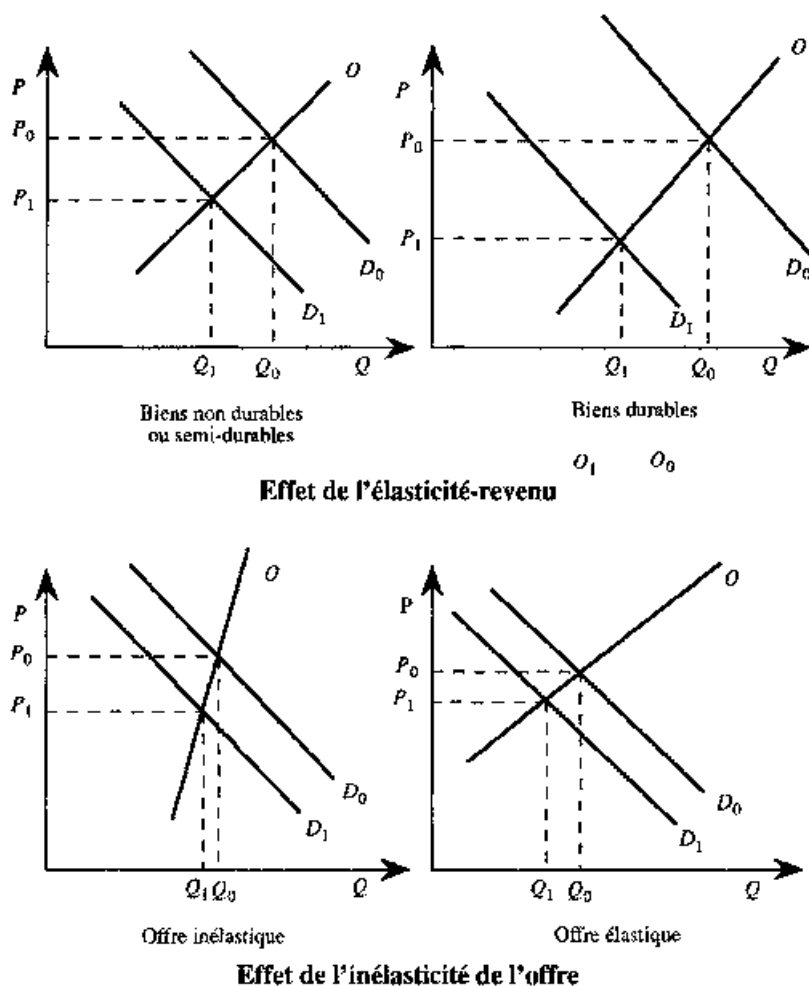 P
O
P₀
P₁
D₀
D₁
Q₁ Q₀ Q
Biens non durables
ou semi-durables
P
O
P₀
P₁
D₀
D₁
Q₁ Q₀ Q
Biens durables
O₁ O₀
Effet de l'élasticité-revenu
P
O
P₀
P₁
D₀
D₁
Q₁ Q₀ Q
Offre inélastique
P
O
P₀
P₁
D₀
D₁
Q₁ Q₀ Q
Offre élastique
Effet de l'inélasticité de l'offre